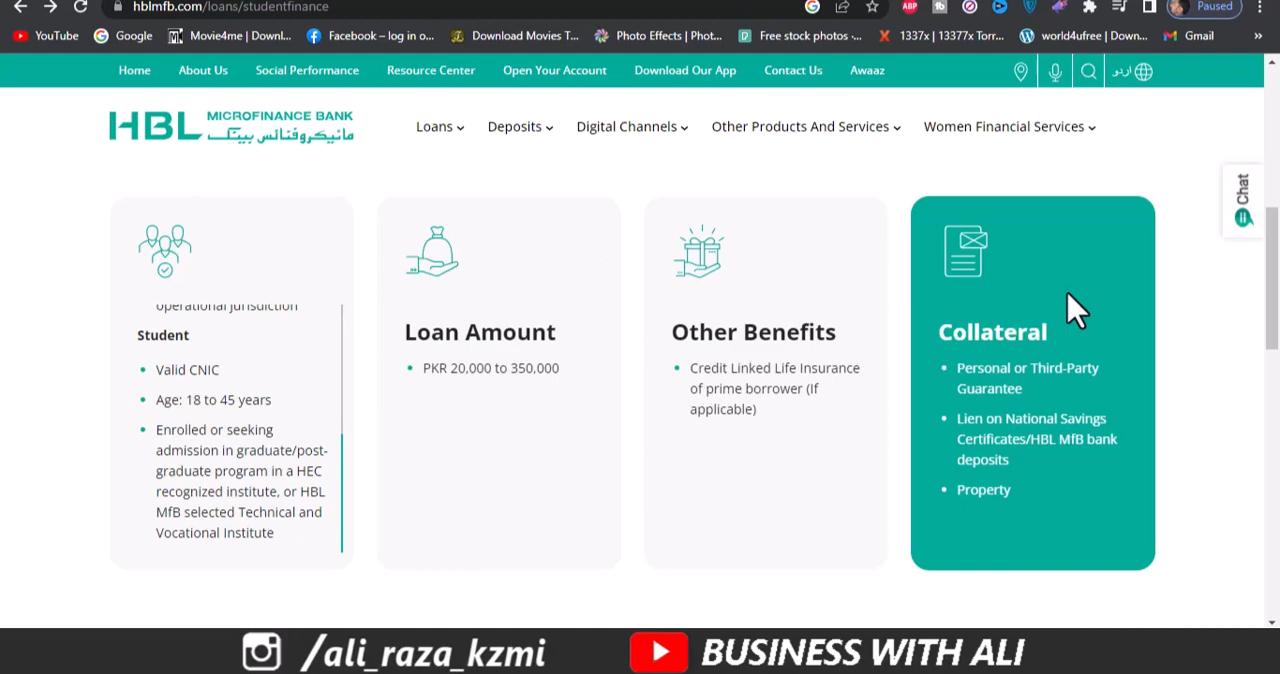 hblmfb.com/loans/studentfinance
ABP
tb
Paused
YouTube
Google
Movie4me | Downl...
Facebook – log in o...
Download Movies T...
Photo Effects | Phot...
Free stock photos -...
1337x | 13377x Torr...
world4ufree | Down...
Gmail
»
Home
About Us
Social Performance
Resource Center
Open Your Account
Download Our App
Contact Us
Awaaz
اردو
HBL MICROFINANCE BANK
مائیکروفنانس بینک
Loans
Deposits
Digital Channels
Other Products And Services
Women Financial Services
Chat
operational jurisdiction
Student
• Valid CNIC
• Age: 18 to 45 years
• Enrolled or seeking
admission in graduate/post-
graduate program in a HEC
recognized institute, or HBL
MfB selected Technical and
Vocational Institute
Loan Amount
• PKR 20,000 to 350,000
Other Benefits
• Credit Linked Life Insurance
of prime borrower (If
applicable)
Collateral
• Personal or Third-Party
Guarantee
• Lien on National Savings
Certificates/HBL MfB bank
deposits
• Property
/ali_raza_kzmi
BUSINESS WITH ALI